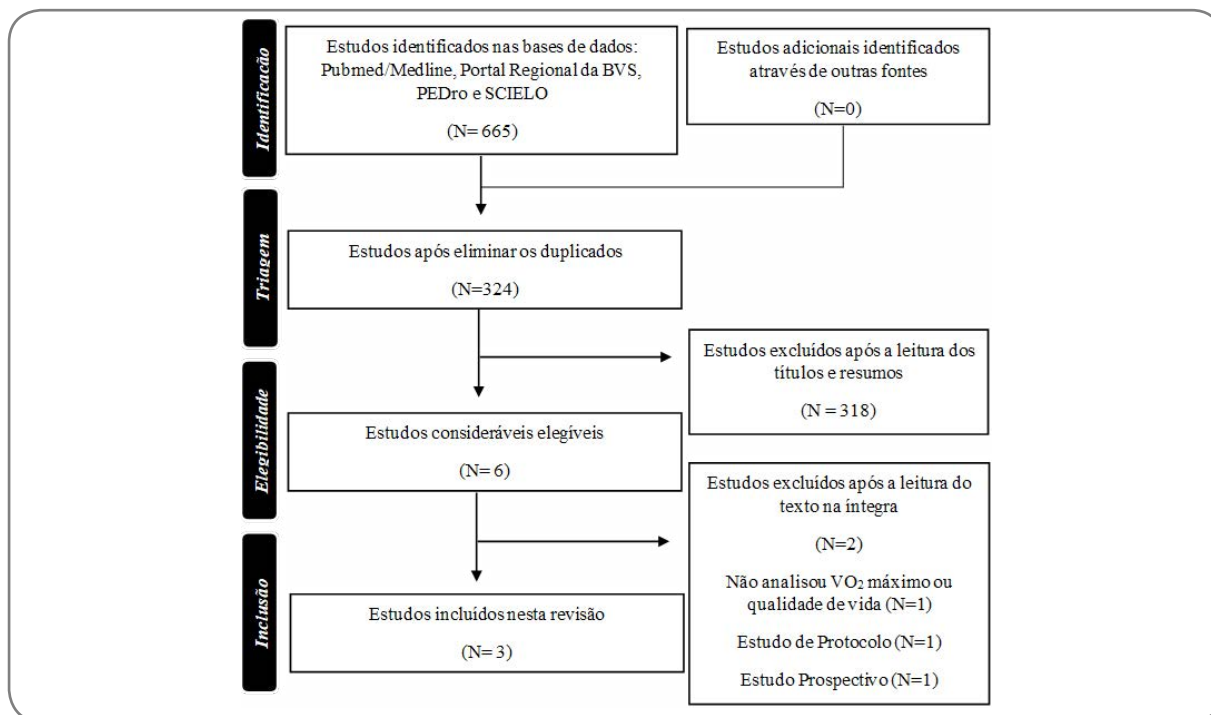 Identificação
Estudos identificados nas bases de dados:
Pubmed/Medline, Portal Regional da BVS,
PEDro e SCIELO
(N= 665)
Estudos adicionais identificados
através de outras fontes
(N=0)
Triagem
Estudos após eliminar os duplicados
(N=324)
Estudos excluídos após a leitura dos
títulos e resumos
(N = 318)
Elegibilidade
Estudos consideráveis elegíveis
(N= 6)
Estudos excluídos após a leitura do
texto na íntegra
(N=2)
Não analisou VO₂ máximo ou
qualidade de vida (N=1)
Estudo de Protocolo (N=1)
Estudo Prospectivo (N=1)
Inclusão
Estudos incluídos nesta revisão
(N= 3)